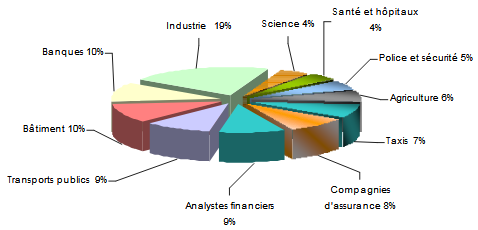 Santé et hôpitaux
4%
Industrie 19%
Science 4%
Banques 10%
Police et sécurité 5%
Agriculture 6%
Bâtiment 10%
Taxis 7%
Transports publics 9%
Compagnies
d'assurance 8%
Analystes financiers
9%